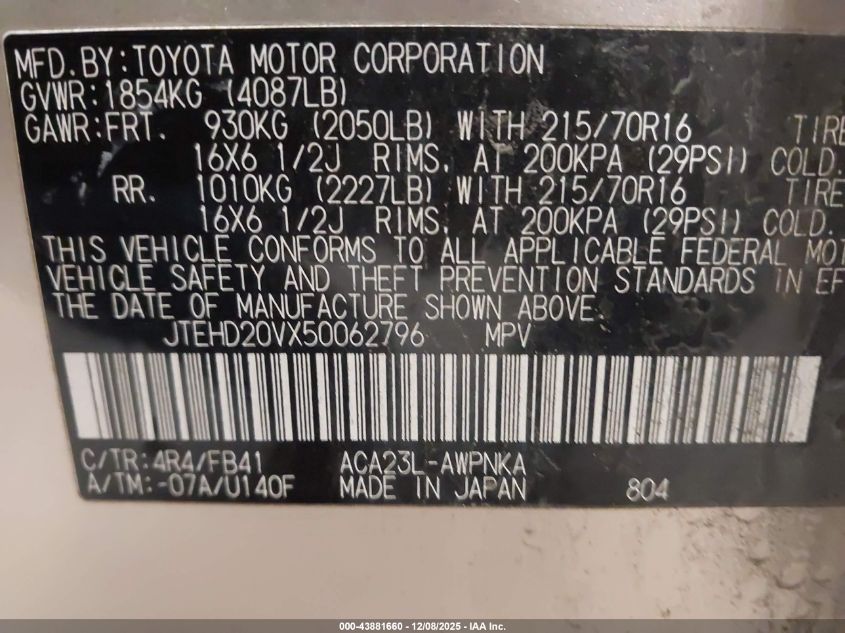 MFD.BY:TOYOTA MOTOR CORPORATION
GVWR:1854KG (4087LB)
GAWR:FRT. 930KG (2050LB) WITH 215/70R16 TIRE
16X6 1/2J RIMS, AT 200KPA (29PSI) COLD.
RR. 1010KG (2227LB) WITH 215/70R16 TIRE
16X6 1/2J RIMS, AT 200KPA (29PSI) COLD.
THIS VEHICLE CONFORMS TO ALL APPLICABLE FEDERAL MOT
VEHICLE SAFETY AND THEFT PREVENTION STANDARDS IN EF
THE DATE OF MANUFACTURE SHOWN ABOVE.
JTEHD20VX50062796 MPV
C/TR:4R4/FB41 ACA23L-AWPNKA
A/TM:-07A/U140F MADE IN JAPAN 804
000-43881660 - 12/08/2025 - IAA Inc.